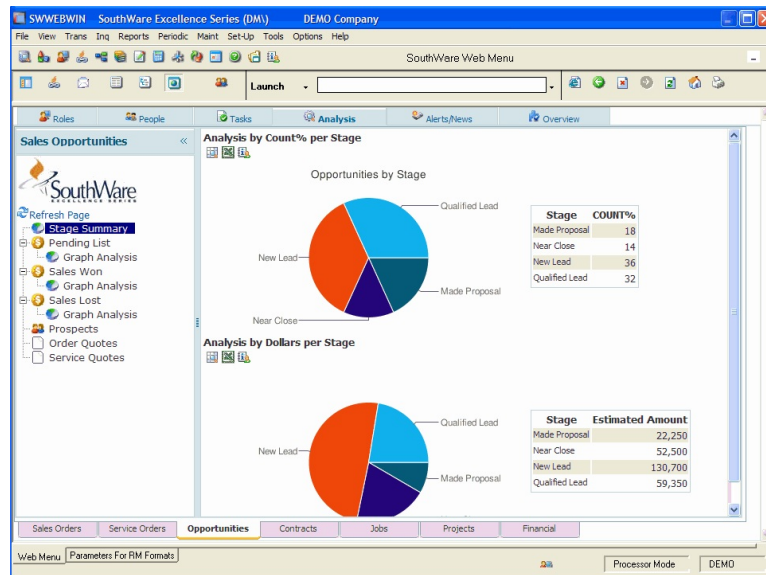 SWWEBWIN SouthWare Excellence Series (DM\) DEMO Company
File View Trans Inq Reports Periodic Maint Set-Up Tools Options Help
SouthWare Web Menu
Launch
Roles People Tasks Analysis Alerts/News Overview
Sales Opportunities «
SouthWare
EXCELLENCE SERIES
Refresh Page
Stage Summary
Pending List
Graph Analysis
Sales Won
Graph Analysis
Sales Lost
Graph Analysis
Prospects
Order Quotes
Service Quotes
Analysis by Count% per Stage
Opportunities by Stage
Qualified Lead
New Lead
Made Proposal
Near Close
Stage COUNT%
Made Proposal 18
Near Close 14
New Lead 36
Qualified Lead 32
Analysis by Dollars per Stage
Qualified Lead
New Lead
Made Proposal
Stage Estimated Amount
Made Proposal 22,250
Near Close 52,500
New Lead 130,700
Qualified Lead 59,350
Sales Orders Service Orders Opportunities Contracts Jobs Projects Financial
Web Menu Parameters For RM Formats
Processor Mode DEMO